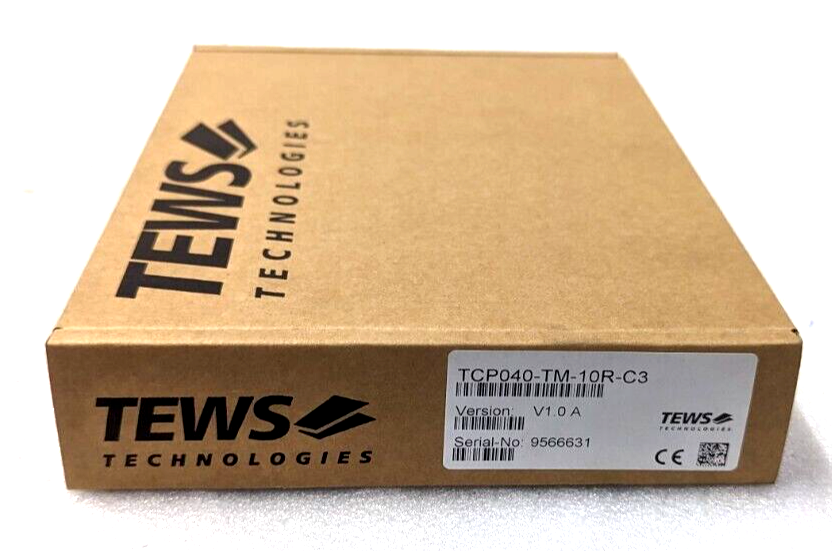 TEWS
TECHNOLOGIES
TEWS
TECHNOLOGIES
TCP040-TM-10R-C3
Version: V1.0 A
Serial-No: 9566631
TEWS
TECHNOLOGIES
CE